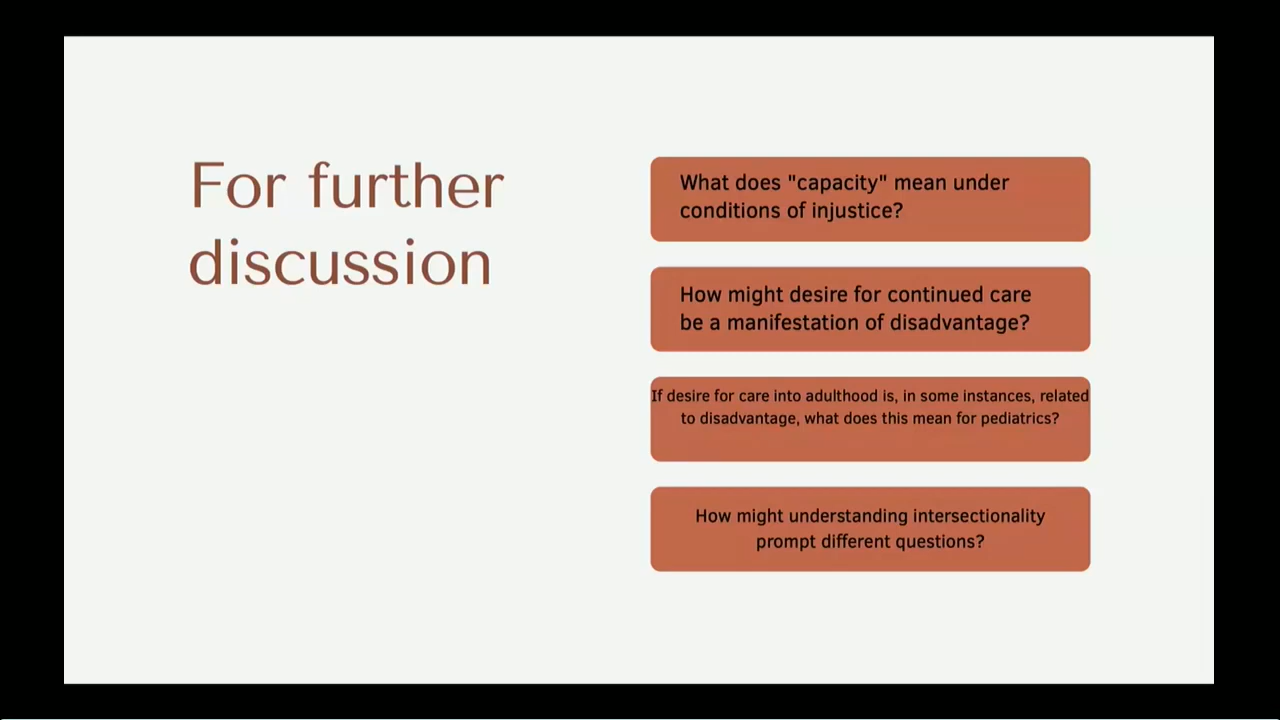 For further
discussion
What does "capacity" mean under
conditions of injustice?
How might desire for continued care
be a manifestation of disadvantage?
If desire for care into adulthood is, in some instances, related
to disadvantage, what does this mean for pediatrics?
How might understanding intersectionality
prompt different questions?